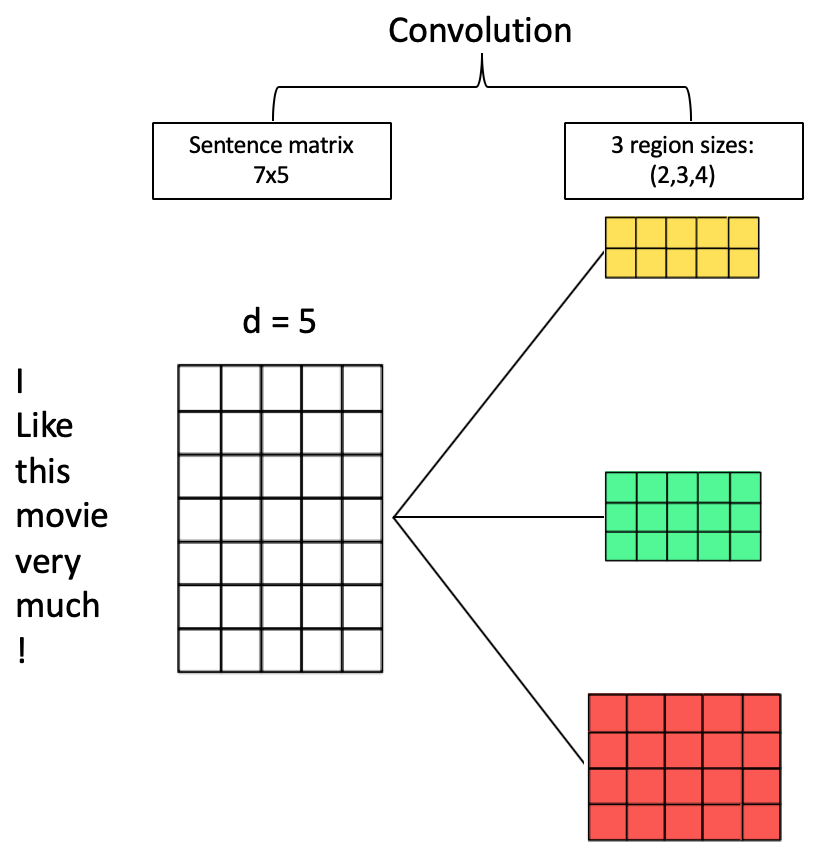 Convolution
Sentence matrix
7x5
3 region sizes:
(2,3,4)
d = 5
I
Like
this
movie
very
much
!